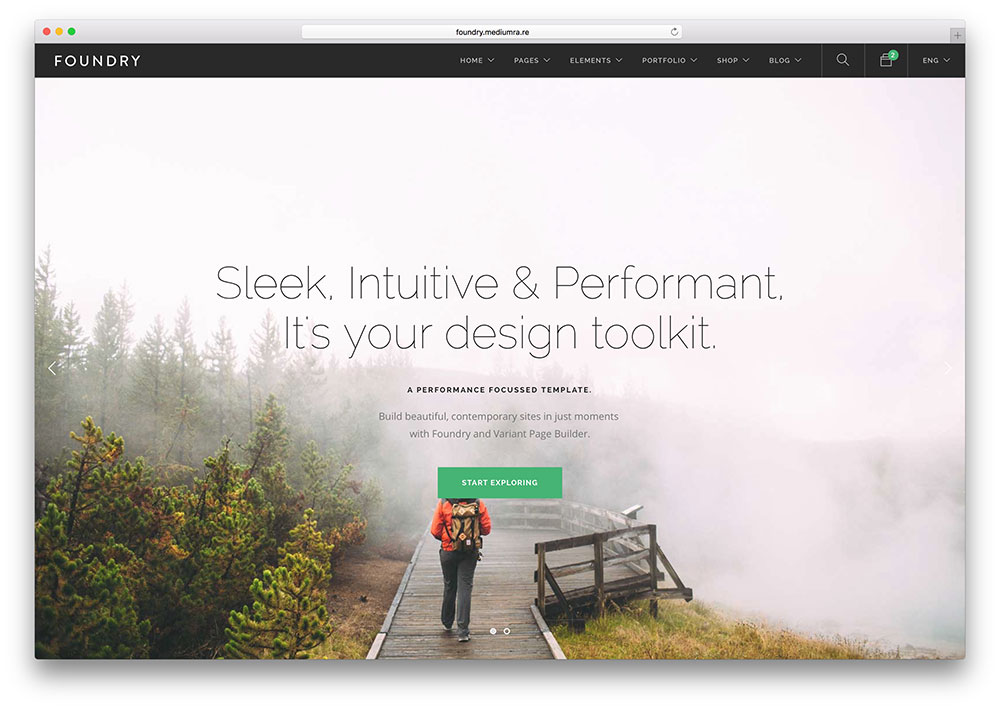 foundry.mediumra.re
FOUNDRY
HOME PAGES ELEMENTS PORTFOLIO SHOP BLOG 2 ENG
Sleek, Intuitive & Performant.
It's your design toolkit.
A PERFORMANCE FOCUSSED TEMPLATE.
Build beautiful, contemporary sites in just moments
with Foundry and Variant Page Builder.
START EXPLORING